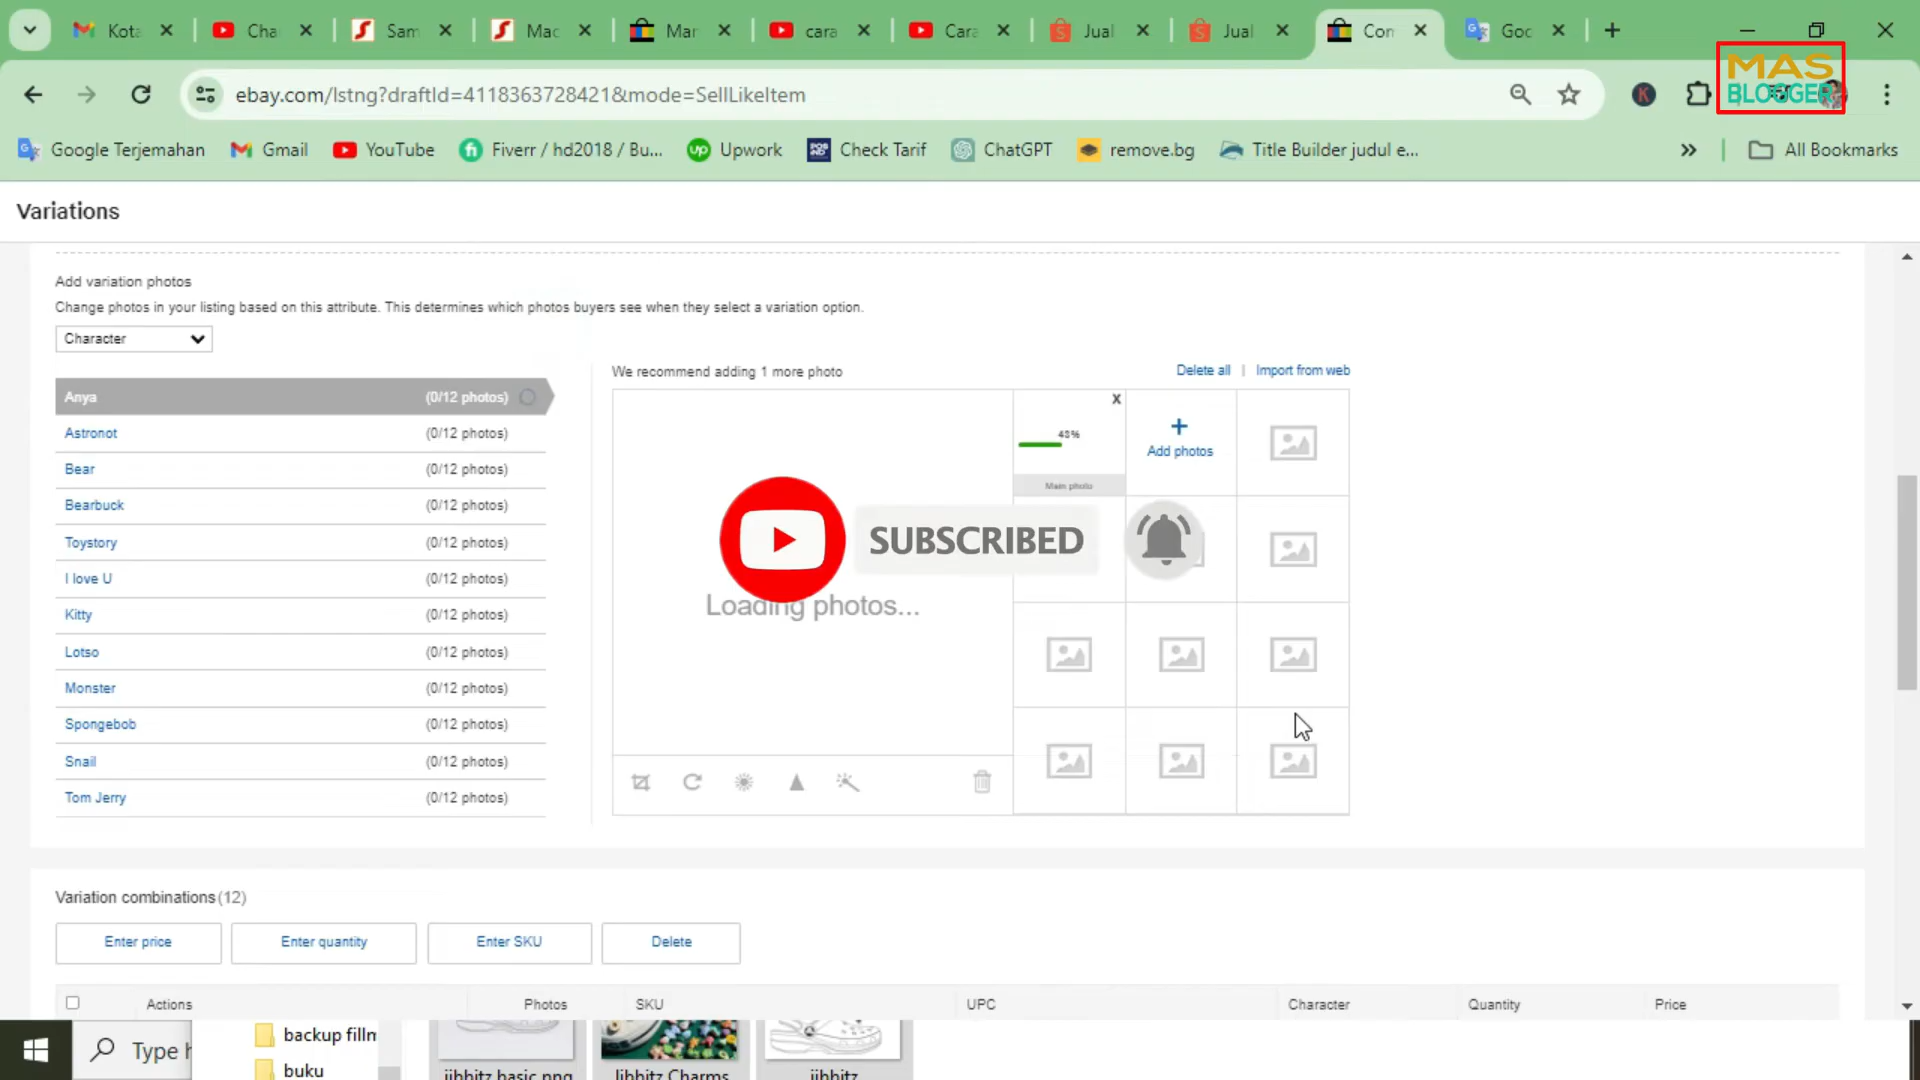 Kota
Cha
Sam
Mac
Mar
cara
Cara
Jual
Jual
Con
Goo
ebay.com/lstng?draftId=4118363728421&mode=SellLikeItem
K
MAS
BLOGGER
Google Terjemahan
Gmail
YouTube
Fiverr / hd2018 / Bu...
Upwork
Check Tarif
ChatGPT
remove.bg
Title Builder judul e...
All Bookmarks
Variations
Add variation photos
Change photos in your listing based on this attribute. This determines which photos buyers see when they select a variation option.
Character
We recommend adding 1 more photo
Delete all | Import from web
Anya (0/12 photos)
Astronot (0/12 photos)
Bear (0/12 photos)
Bearbuck (0/12 photos)
Toystory (0/12 photos)
I love U (0/12 photos)
Kitty (0/12 photos)
Lotso (0/12 photos)
Monster (0/12 photos)
Spongebob (0/12 photos)
Snail (0/12 photos)
Tom Jerry (0/12 photos)
X
43%
Main photo
+
Add photos
SUBSCRIBED
Loading photos...
Variation combinations (12)
Enter price
Enter quantity
Enter SKU
Delete
Actions Photos SKU UPC Character Quantity Price
Type h
backup fillm
buku
jibbitz basic.png
Jibbitz Charms
jibbitz